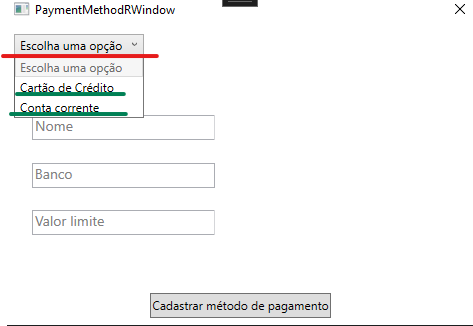 PaymentMethodRWindow
Escolha uma opção
Escolha uma opção
Cartão de Crédito
Conta corrente
Nome
Banco
Valor limite
Cadastrar método de pagamento